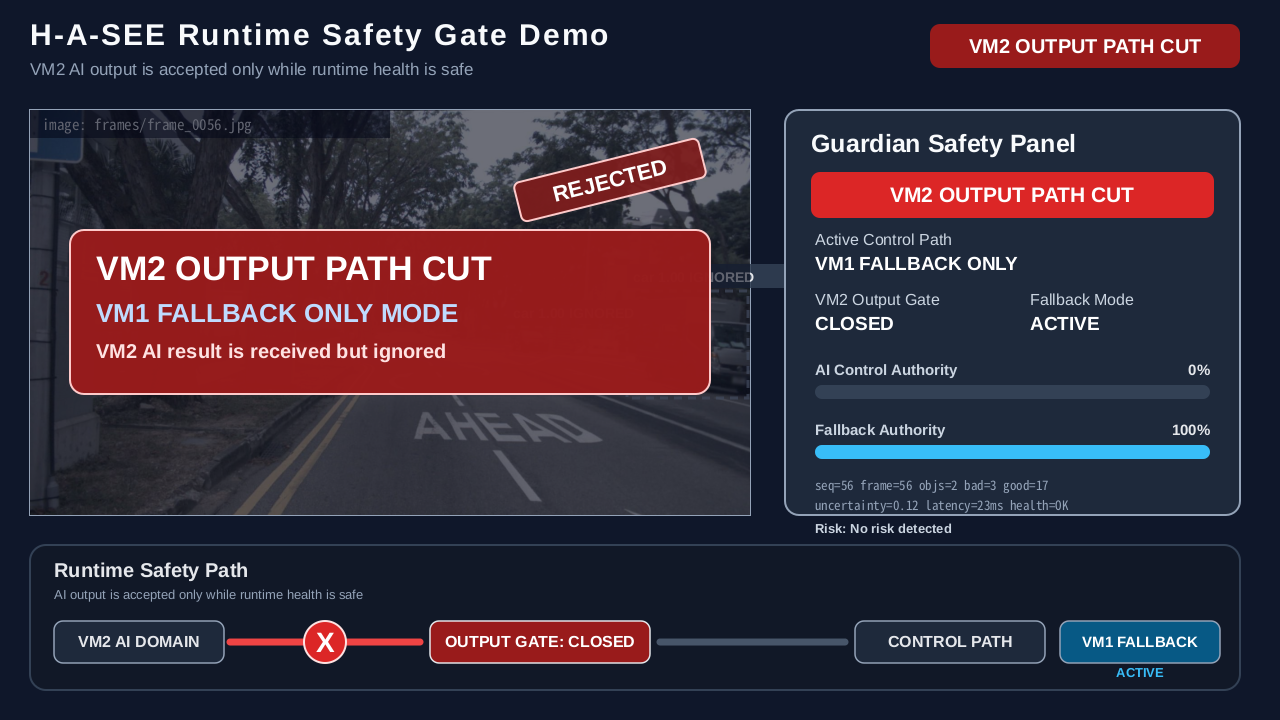 H-A-SEE Runtime Safety Gate Demo
VM2 AI output is accepted only while runtime health is safe
VM2 OUTPUT PATH CUT
image: frames/frame_0056.jpg
REJECTED
VM2 OUTPUT PATH CUT
VM1 FALLBACK ONLY MODE
VM2 AI result is received but ignored
AHEAD
Guardian Safety Panel
VM2 OUTPUT PATH CUT
Active Control Path
VM1 FALLBACK ONLY
VM2 Output Gate
CLOSED
Fallback Mode
ACTIVE
AI Control Authority 0%
Fallback Authority 100%
seq=56 frame=56 objs=2 bad=3 good=17
uncertainty=0.12 latency=23ms health=OK
Risk: No risk detected
Runtime Safety Path
AI output is accepted only while runtime health is safe
VM2 AI DOMAIN
X
OUTPUT GATE: CLOSED
CONTROL PATH
VM1 FALLBACK
ACTIVE